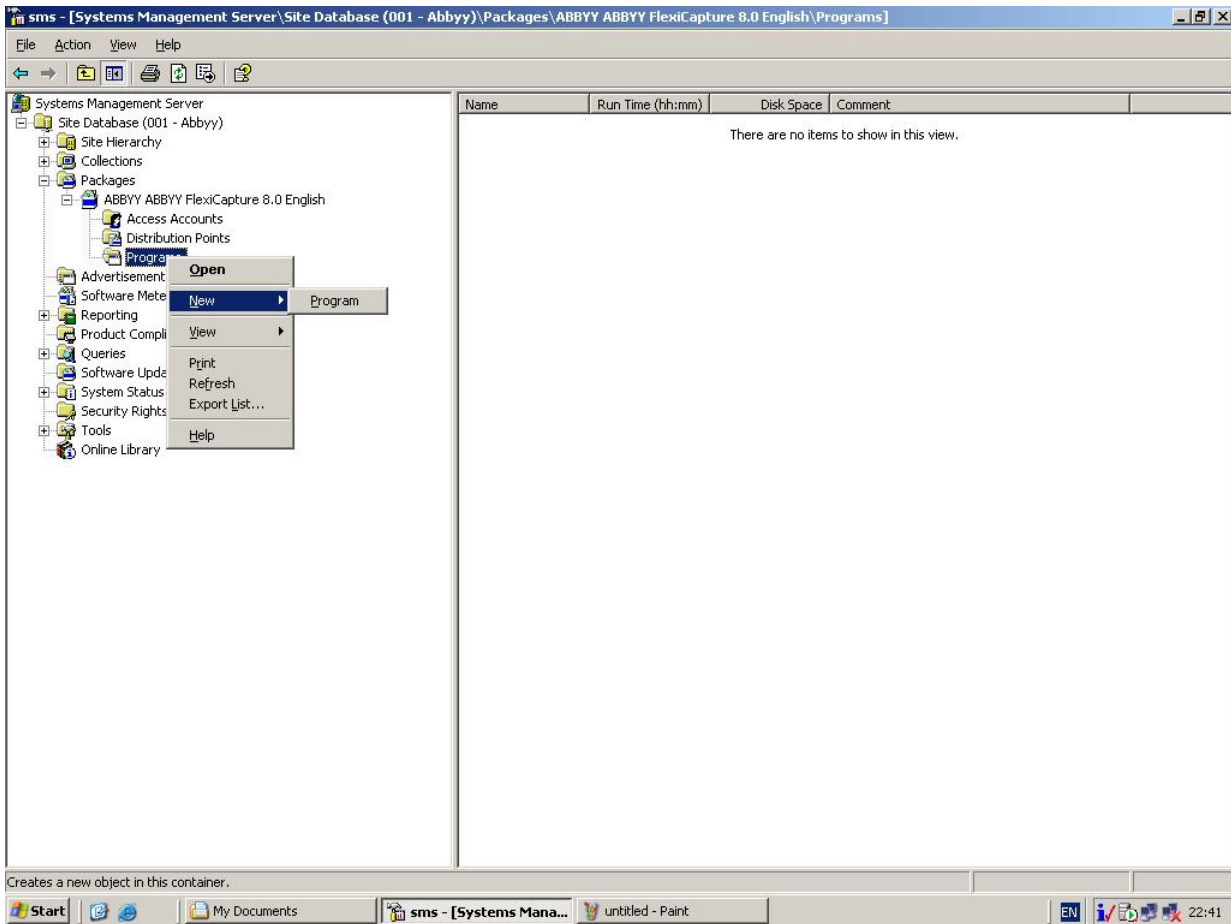 sms - [Systems Management Server\Site Database (001 - Abbyy)\Packages\ABBYY ABBYY FlexiCapture 8.0 English\Programs]
File Action View Help
Systems Management Server
Site Database (001 - Abbyy)
Site Hierarchy
Collections
Packages
ABBYY ABBYY FlexiCapture 8.0 English
Access Accounts
Distribution Points
Advertisement
Software Mete
Reporting
Product Compli
Queries
Software Upda
System Status
Security Rights
Tools
Online Library
Open
New
Program
View
Print
Refresh
Export List...
Help
Name Run Time (hh:mm) Disk Space Comment
There are no items to show in this view.
Creates a new object in this container.
Start My Documents sms - [Systems Mana... untitled - Paint EN 22:41